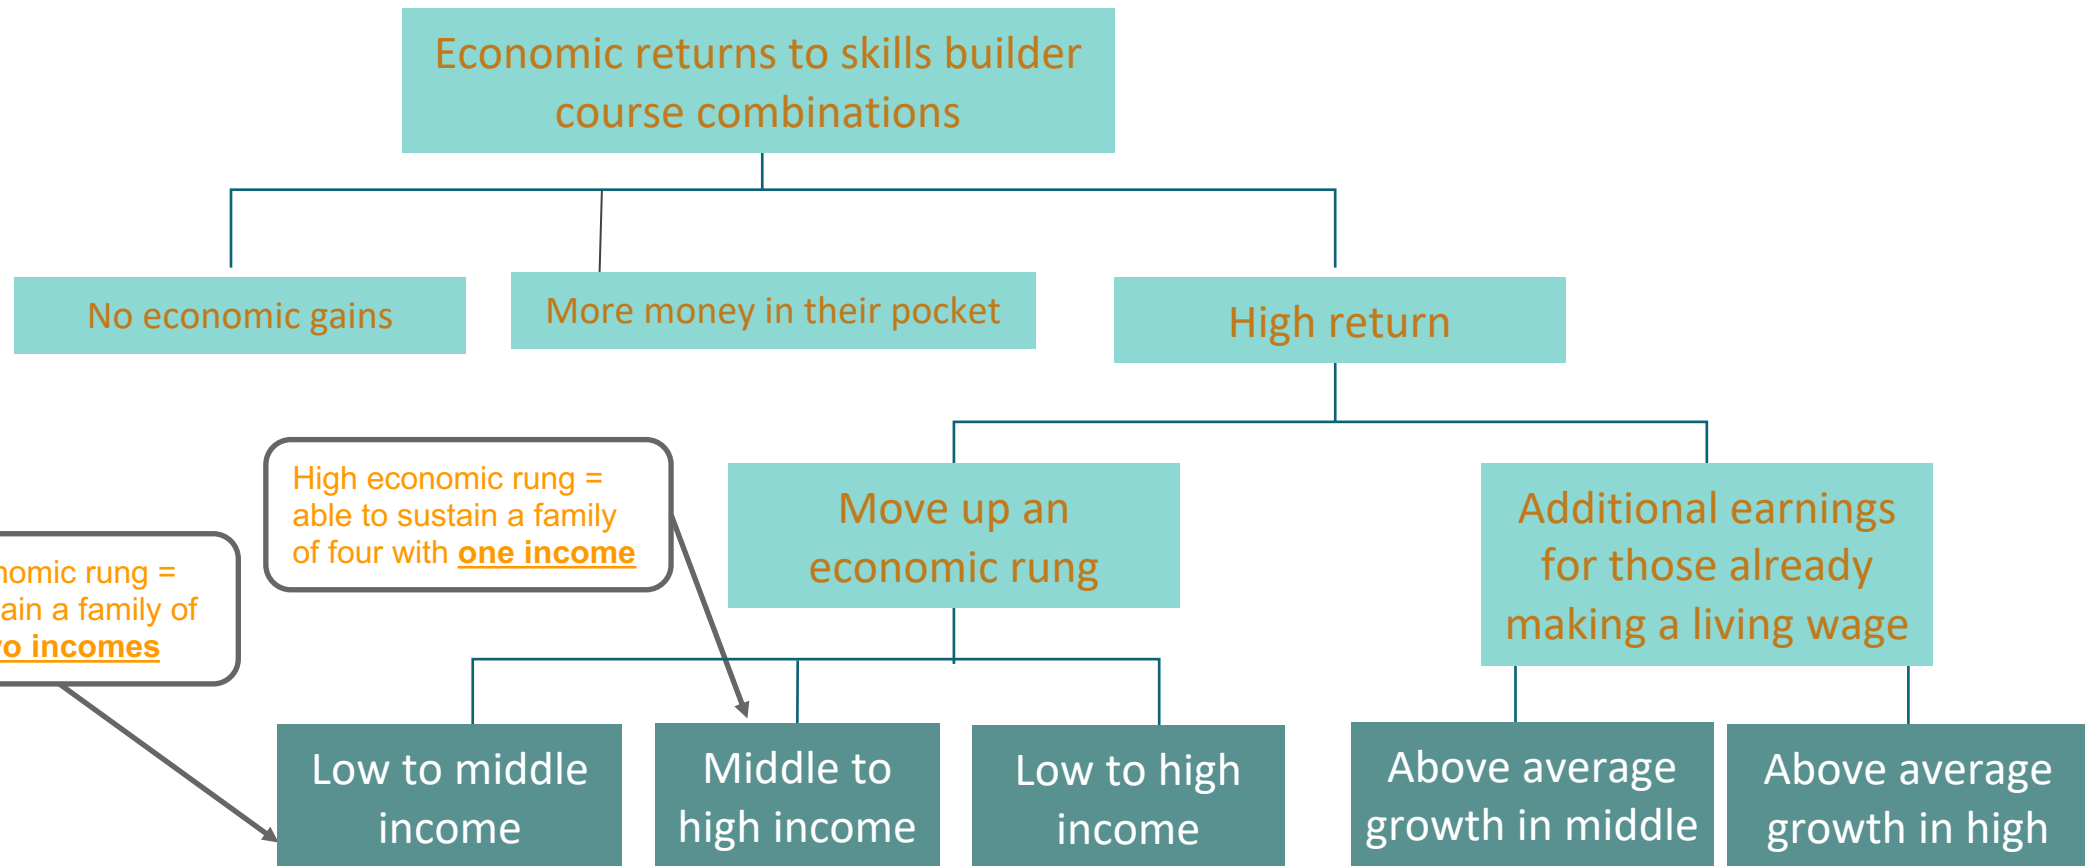 Economic returns to skills builder
course combinations
No economic gains
More money in their pocket
High return
High economic rung =
able to sustain a family
of four with one income
rung =
a family of
incomes
Move up an
economic rung
Additional earnings
for those already
making a living wage
Low to middle
income
Middle to
high income
Low to high
income
Above average
growth in middle
Above average
growth in high